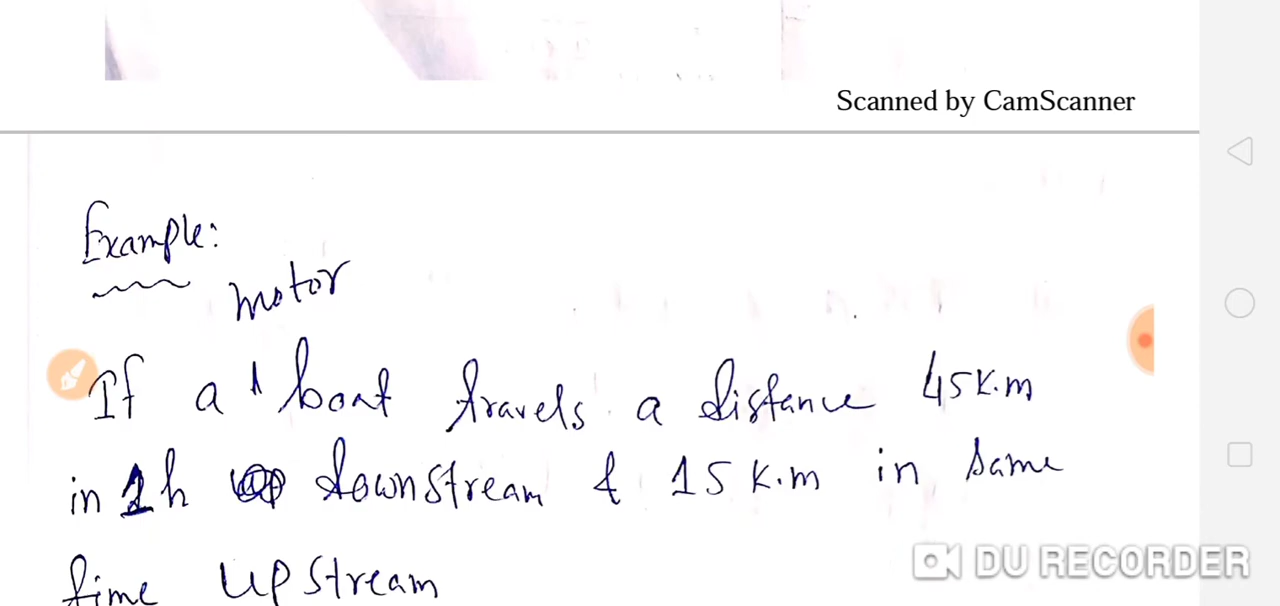 Scanned by CamScanner
Example:
motor
If a boat travels a distance 45 K.m
in 1h downstream & 15 K.m in same
time upstream
DU RECORDER